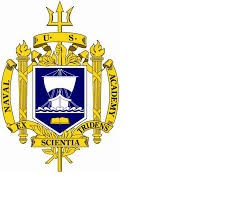 U. S.
NAVAL
ACADEMY
EX
SCIENTIA
TRIDENS